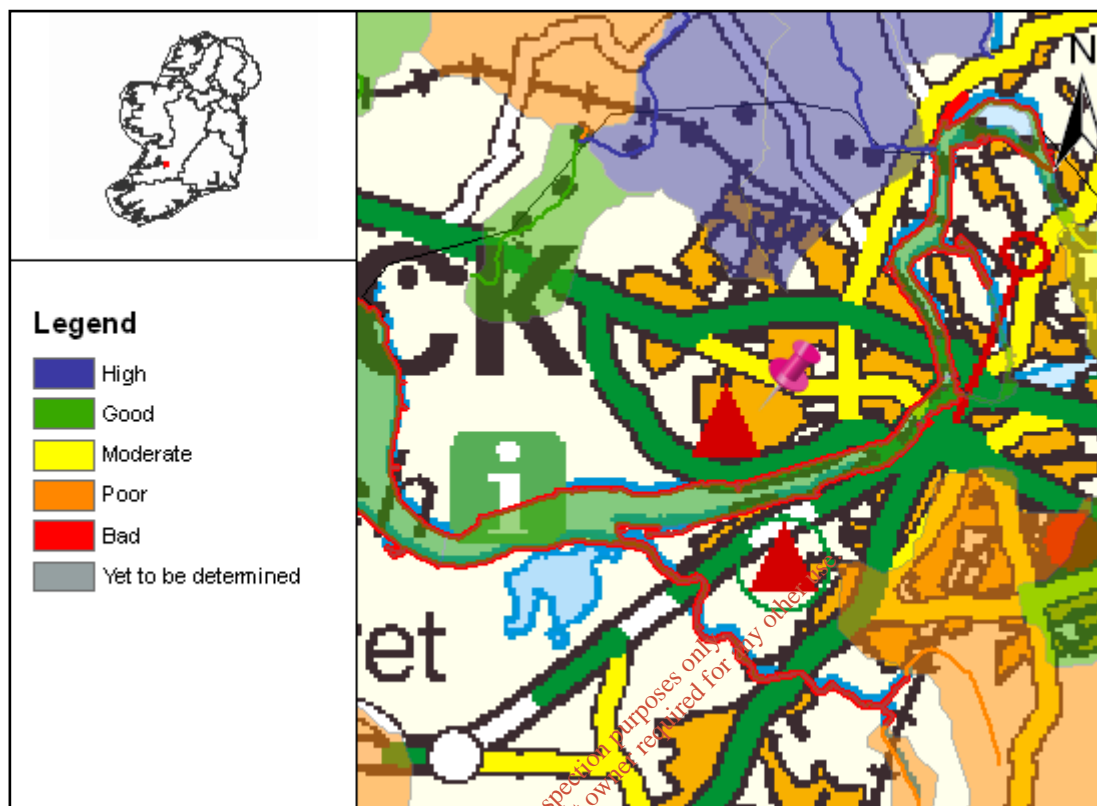 N
CK
i
et
Legend
High
Good
Moderate
Poor
Bad
Yet to be determined
spection purposes only
owner required for any other use